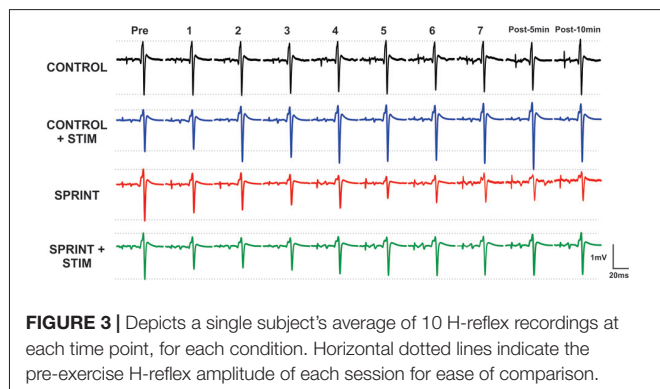 Pre 1 2 3 4 5 6 7 Post-5min Post-10min
CONTROL
CONTROL
+ STIM
SPRINT
SPRINT +
STIM
1mV
20ms
FIGURE 3 | Depicts a single subject's average of 10 H-reflex recordings at
each time point, for each condition. Horizontal dotted lines indicate the
pre-exercise H-reflex amplitude of each session for ease of comparison.